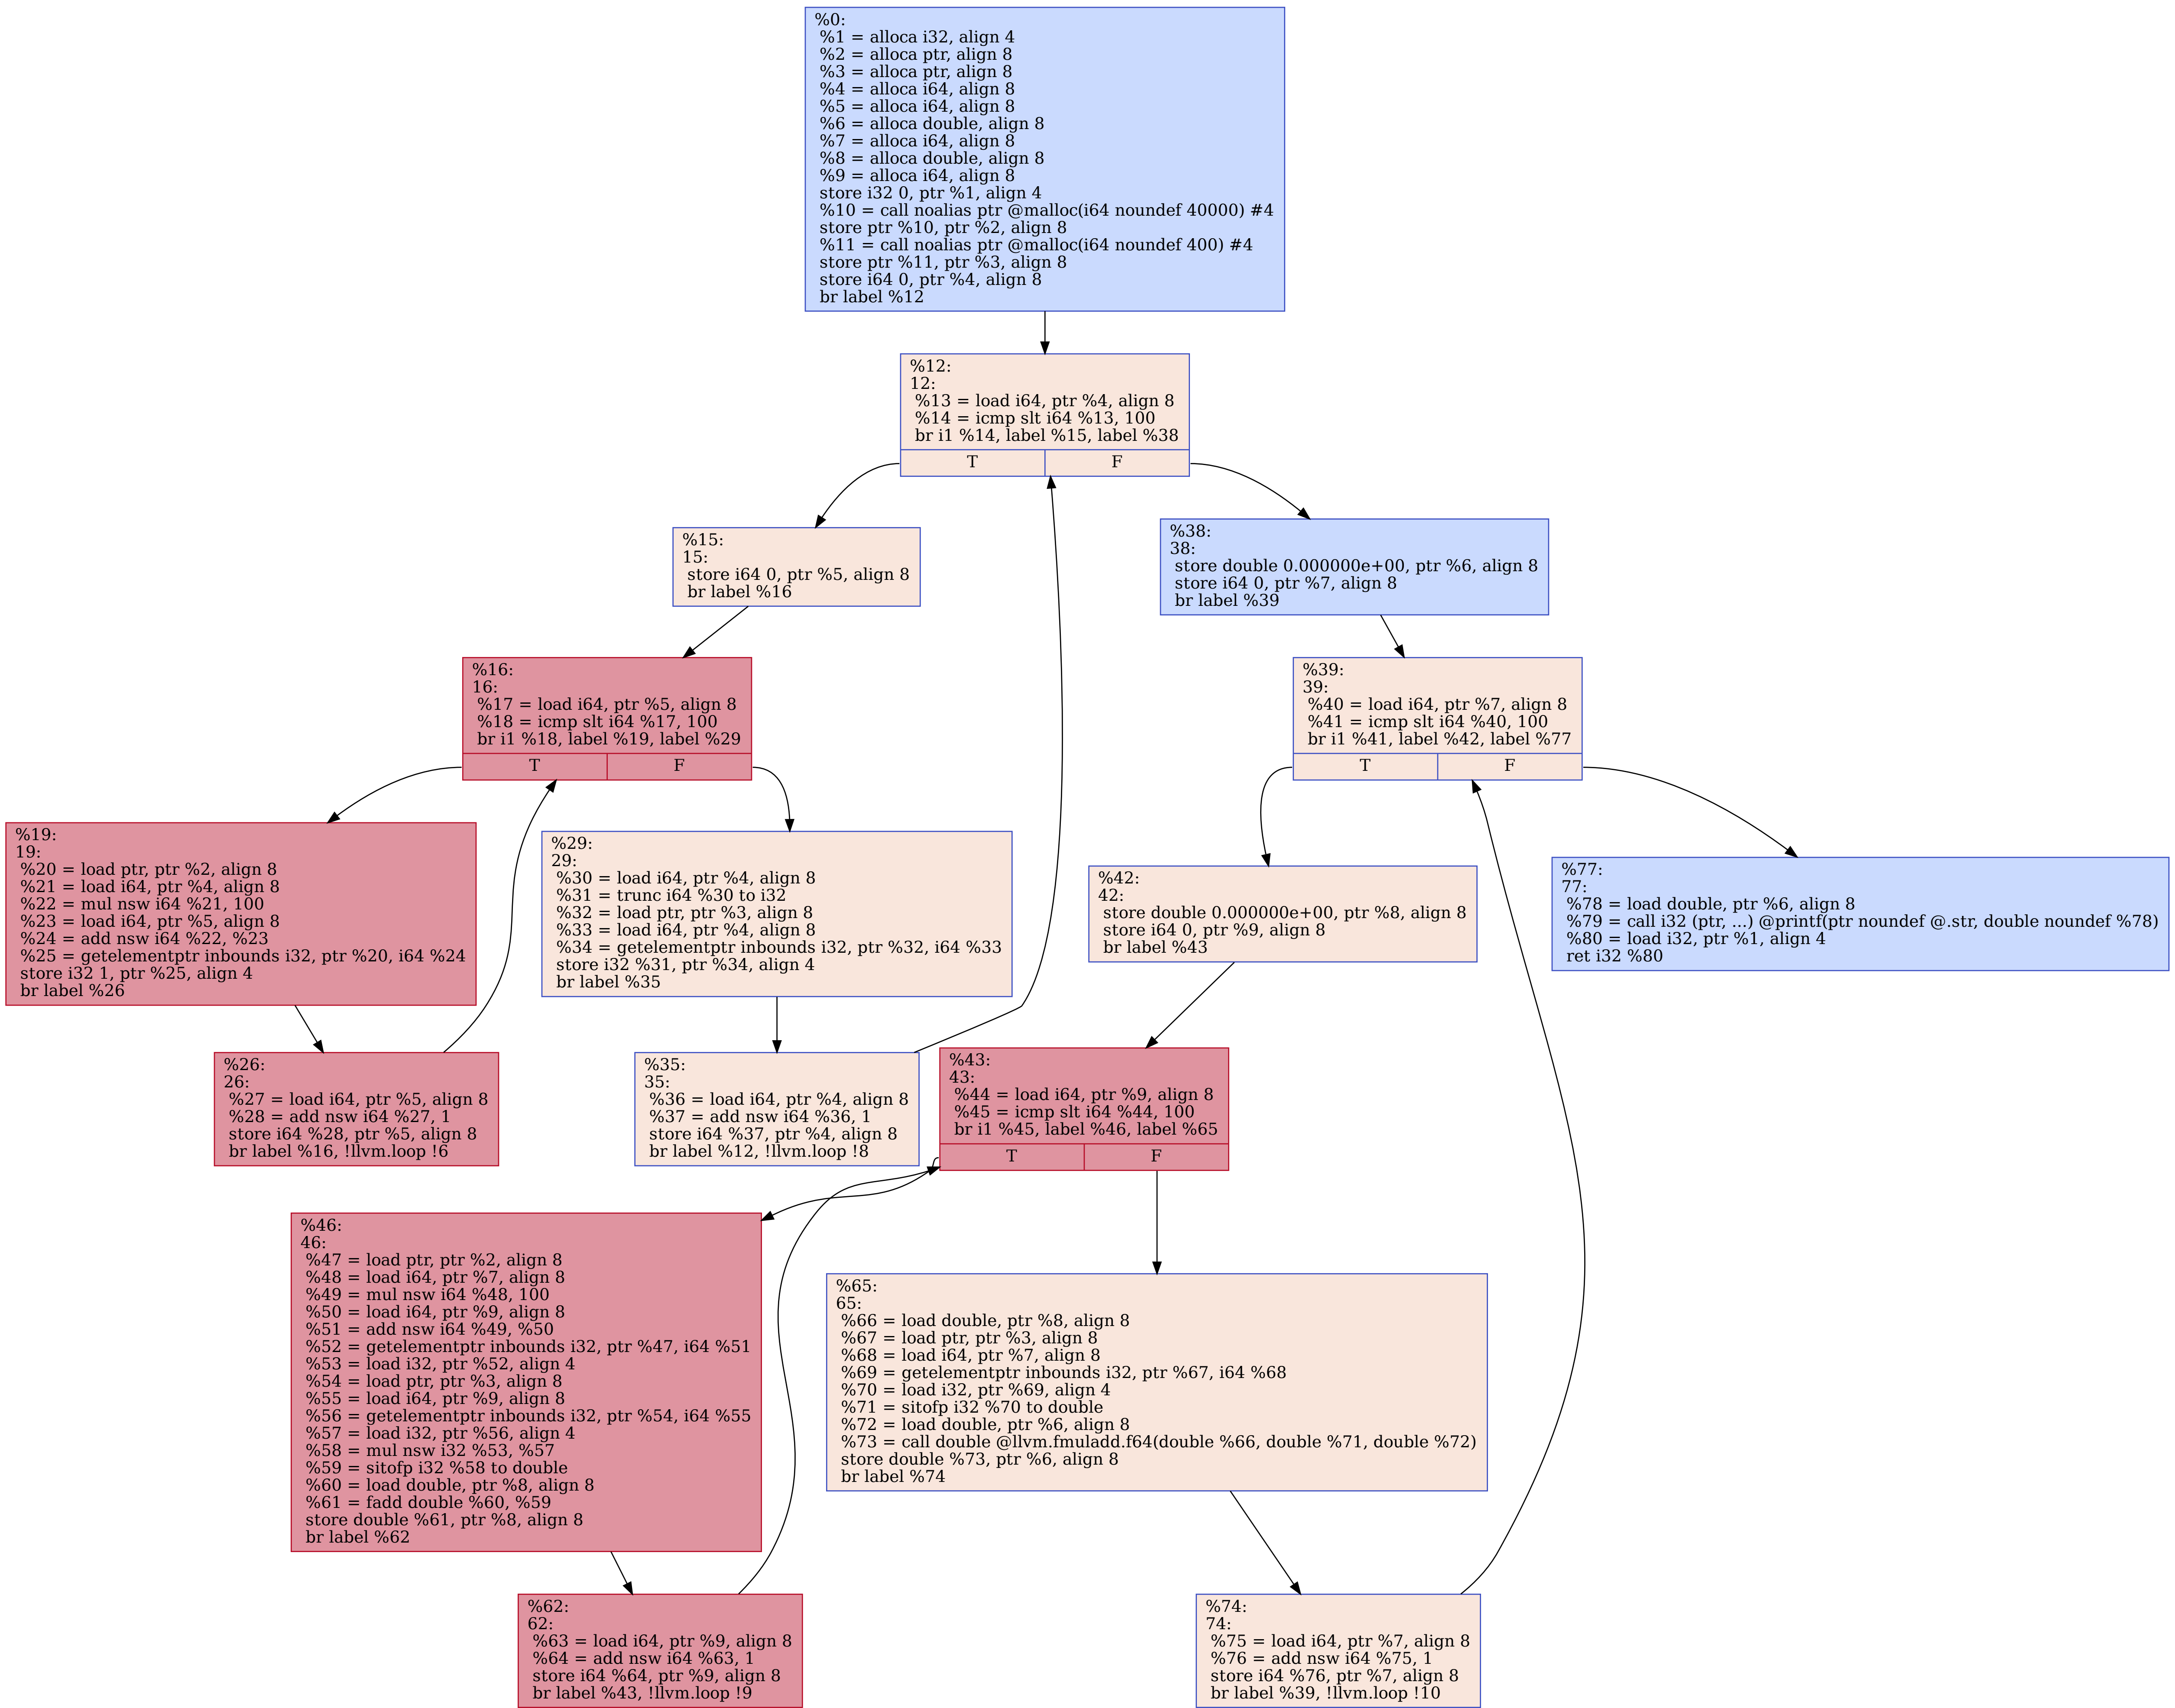 %0:
%1 = alloca i32, align 4
%2 = alloca ptr, align 8
%3 = alloca ptr, align 8
%4 = alloca i64, align 8
%5 = alloca i64, align 8
%6 = alloca double, align 8
%7 = alloca i64, align 8
%8 = alloca double, align 8
%9 = alloca i64, align 8
store i32 0, ptr %1, align 4
%10 = call noalias ptr @malloc(i64 noundef 40000) #4
store ptr %10, ptr %2, align 8
%11 = call noalias ptr @malloc(i64 noundef 400) #4
store ptr %11, ptr %3, align 8
store i64 0, ptr %4, align 8
br label %12
%12:
12:
%13 = load i64, ptr %4, align 8
%14 = icmp slt i64 %13, 100
br i1 %14, label %15, label %38
T F
%15:
15:
store i64 0, ptr %5, align 8
br label %16
%38:
38:
store double 0.000000e+00, ptr %6, align 8
store i64 0, ptr %7, align 8
br label %39
%16:
16:
%17 = load i64, ptr %5, align 8
%18 = icmp slt i64 %17, 100
br i1 %18, label %19, label %29
T F
%39:
39:
%40 = load i64, ptr %7, align 8
%41 = icmp slt i64 %40, 100
br i1 %41, label %42, label %77
T F
%19:
19:
%20 = load ptr, ptr %2, align 8
%21 = load i64, ptr %4, align 8
%22 = mul nsw i64 %21, 100
%23 = load i64, ptr %5, align 8
%24 = add nsw i64 %22, %23
%25 = getelementptr inbounds i32, ptr %20, i64 %24
store i32 1, ptr %25, align 4
br label %26
%29:
29:
%30 = load i64, ptr %4, align 8
%31 = trunc i64 %30 to i32
%32 = load ptr, ptr %3, align 8
%33 = load i64, ptr %4, align 8
%34 = getelementptr inbounds i32, ptr %32, i64 %33
store i32 %31, ptr %34, align 4
br label %35
%42:
42:
store double 0.000000e+00, ptr %8, align 8
store i64 0, ptr %9, align 8
br label %43
%77:
77:
%78 = load double, ptr %6, align 8
%79 = call i32 (ptr, ...) @printf(ptr noundef @.str, double noundef %78)
%80 = load i32, ptr %1, align 4
ret i32 %80
%26:
26:
%27 = load i64, ptr %5, align 8
%28 = add nsw i64 %27, 1
store i64 %28, ptr %5, align 8
br label %16, !llvm.loop !6
%35:
35:
%36 = load i64, ptr %4, align 8
%37 = add nsw i64 %36, 1
store i64 %37, ptr %4, align 8
br label %12, !llvm.loop !8
%43:
43:
%44 = load i64, ptr %9, align 8
%45 = icmp slt i64 %44, 100
br i1 %45, label %46, label %65
T F
%46:
46:
%47 = load ptr, ptr %2, align 8
%48 = load i64, ptr %7, align 8
%49 = mul nsw i64 %48, 100
%50 = load i64, ptr %9, align 8
%51 = add nsw i64 %49, %50
%52 = getelementptr inbounds i32, ptr %47, i64 %51
%53 = load i32, ptr %52, align 4
%54 = load ptr, ptr %3, align 8
%55 = load i64, ptr %9, align 8
%56 = getelementptr inbounds i32, ptr %54, i64 %55
%57 = load i32, ptr %56, align 4
%58 = mul nsw i32 %53, %57
%59 = sitofp i32 %58 to double
%60 = load double, ptr %8, align 8
%61 = fadd double %60, %59
store double %61, ptr %8, align 8
br label %62
%65:
65:
%66 = load double, ptr %8, align 8
%67 = load ptr, ptr %3, align 8
%68 = load i64, ptr %7, align 8
%69 = getelementptr inbounds i32, ptr %67, i64 %68
%70 = load i32, ptr %69, align 4
%71 = sitofp i32 %70 to double
%72 = load double, ptr %6, align 8
%73 = call double @llvm.fmuladd.f64(double %66, double %71, double %72)
store double %73, ptr %6, align 8
br label %74
%62:
62:
%63 = load i64, ptr %9, align 8
%64 = add nsw i64 %63, 1
store i64 %64, ptr %9, align 8
br label %43, !llvm.loop !9
%74:
74:
%75 = load i64, ptr %7, align 8
%76 = add nsw i64 %75, 1
store i64 %76, ptr %7, align 8
br label %39, !llvm.loop !10